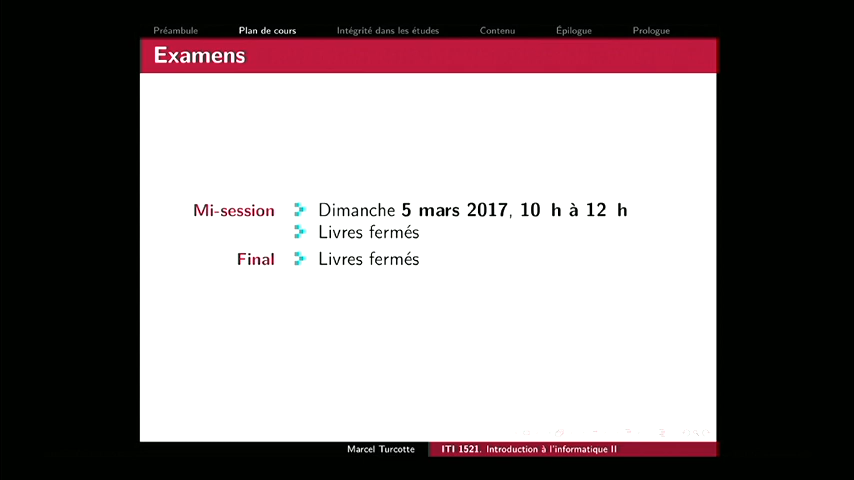 Préambule Plan de cours Intégrité dans les études Contenu Épilogue Prologue
Examens
Mi-session Dimanche 5 mars 2017, 10 h à 12 h
Livres fermés
Final Livres fermés
Marcel Turcotte ITI 1521. Introduction à l'informatique II